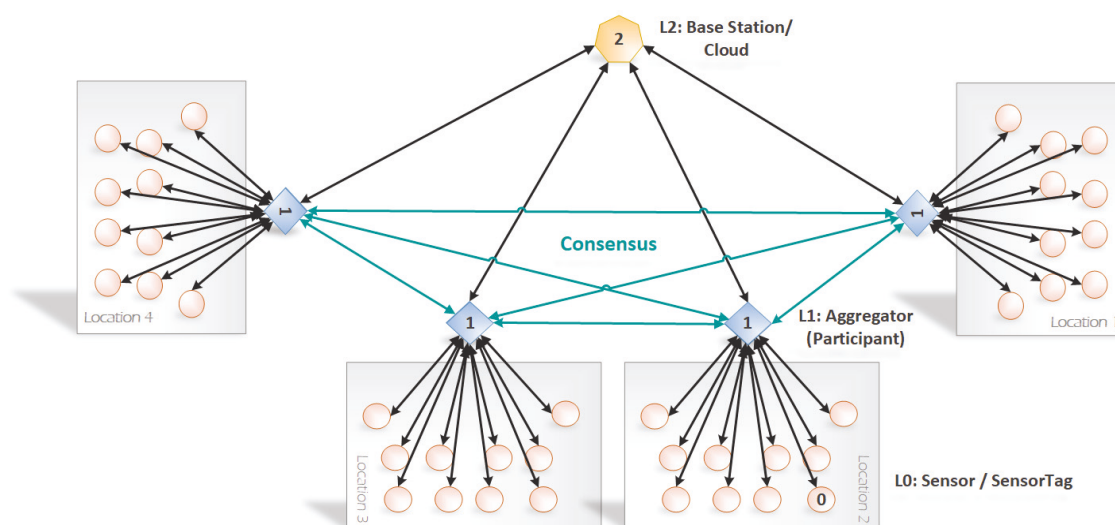 2
L2: Base Station/
Cloud
1
1
Consensus
Location 4
1
1
L1: Aggregator
(Participant)
Location
Location 3
Location 2
L0: Sensor / SensorTag
0